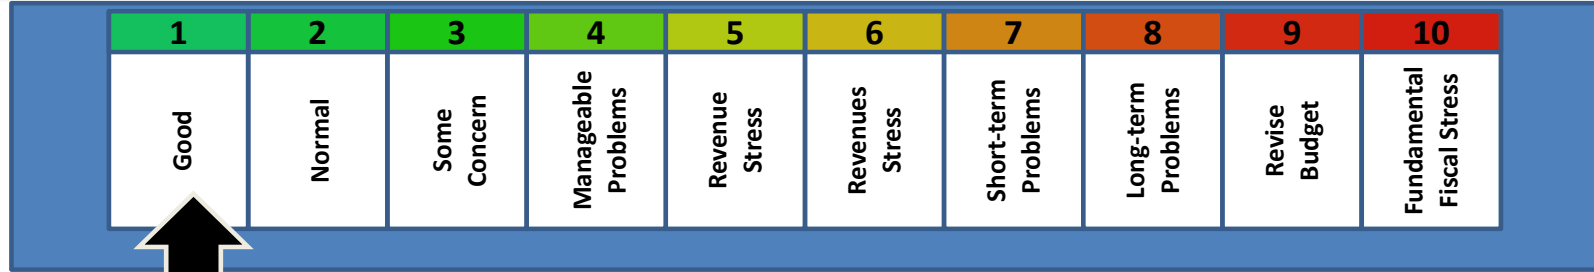 1 2 3 4 5 6 7 8 9 10
Good
Normal
Some
Concern
Manageable
Problems
Revenue
Stress
Revenues
Stress
Short-term
Problems
Long-term
Problems
Revise
Budget
Fundamental
Fiscal Stress